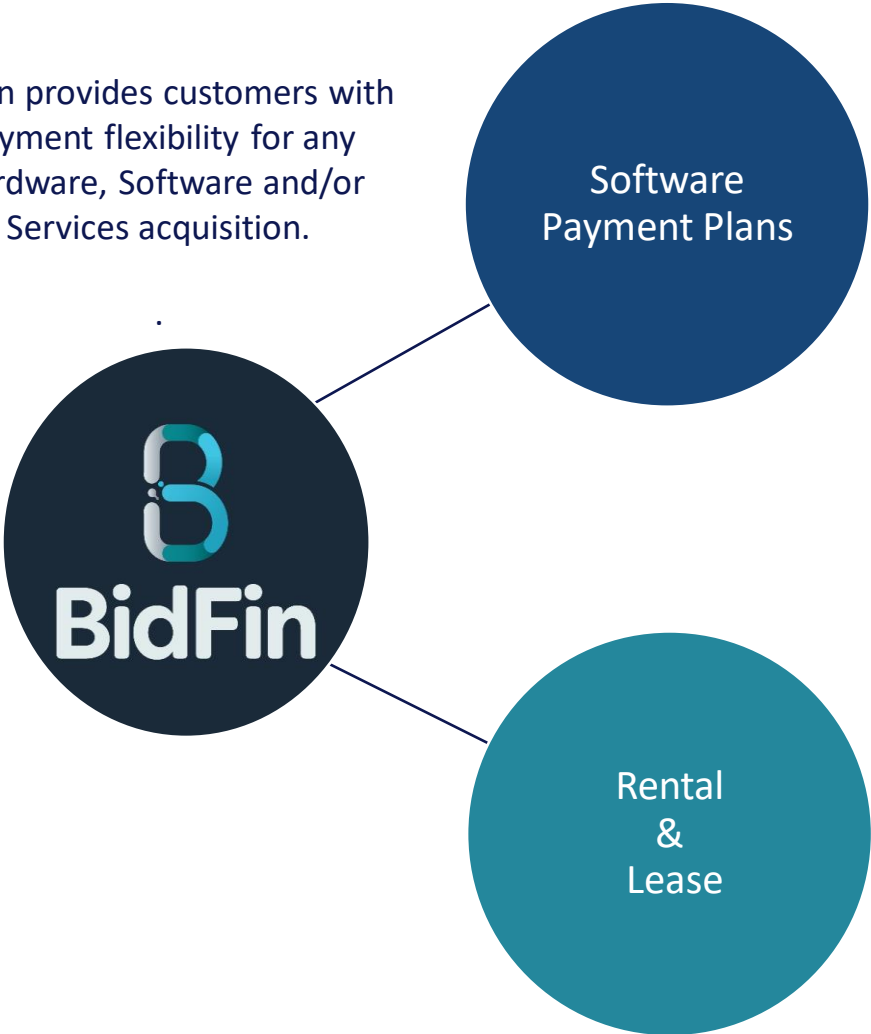 n provides customers with
yment flexibility for any
rdware, Software and/or
Services acquisition.
.
Software
Payment Plans
BidFin
Rental
&
Lease